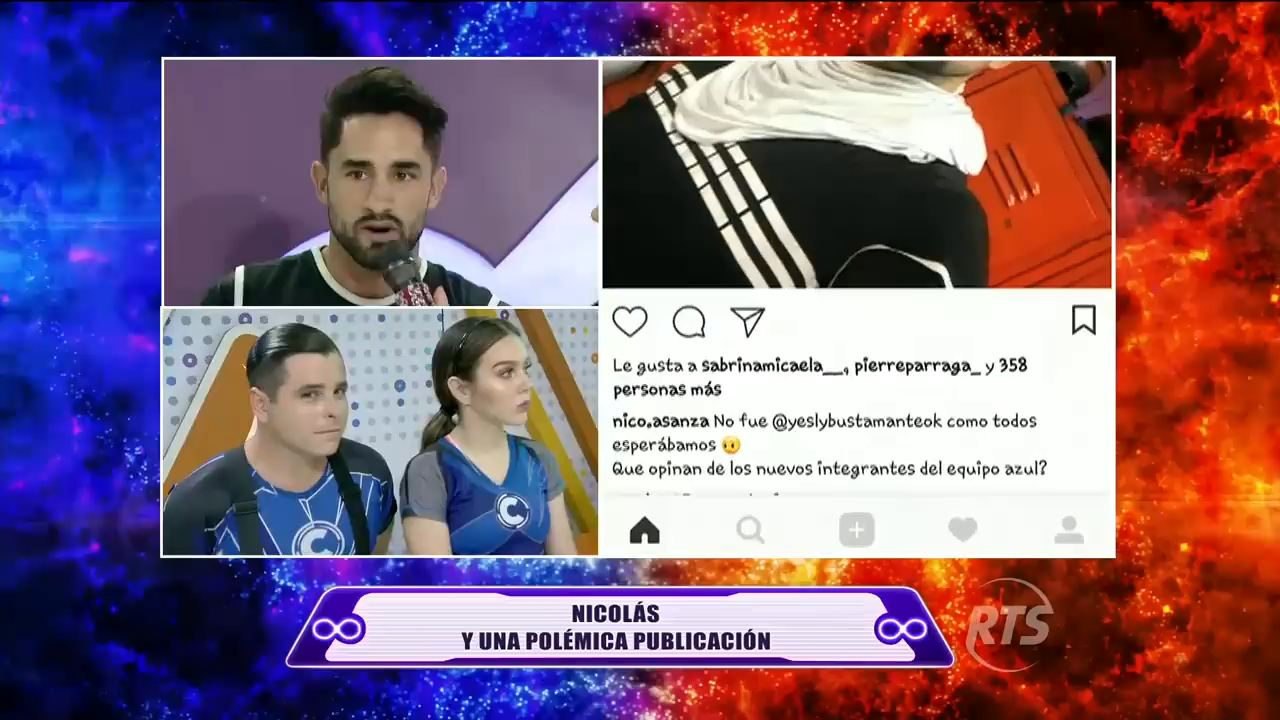 Le gusta a sabrinamicaela__, pierreparraga_ y 358
personas más
nico.asanza No fue @yeslybustamanteok como todos
esperábamos
Que opinan de los nuevos integrantes del equipo azul?
C
C
NICOLÁS
Y UNA POLÉMICA PUBLICACIÓN
RTS